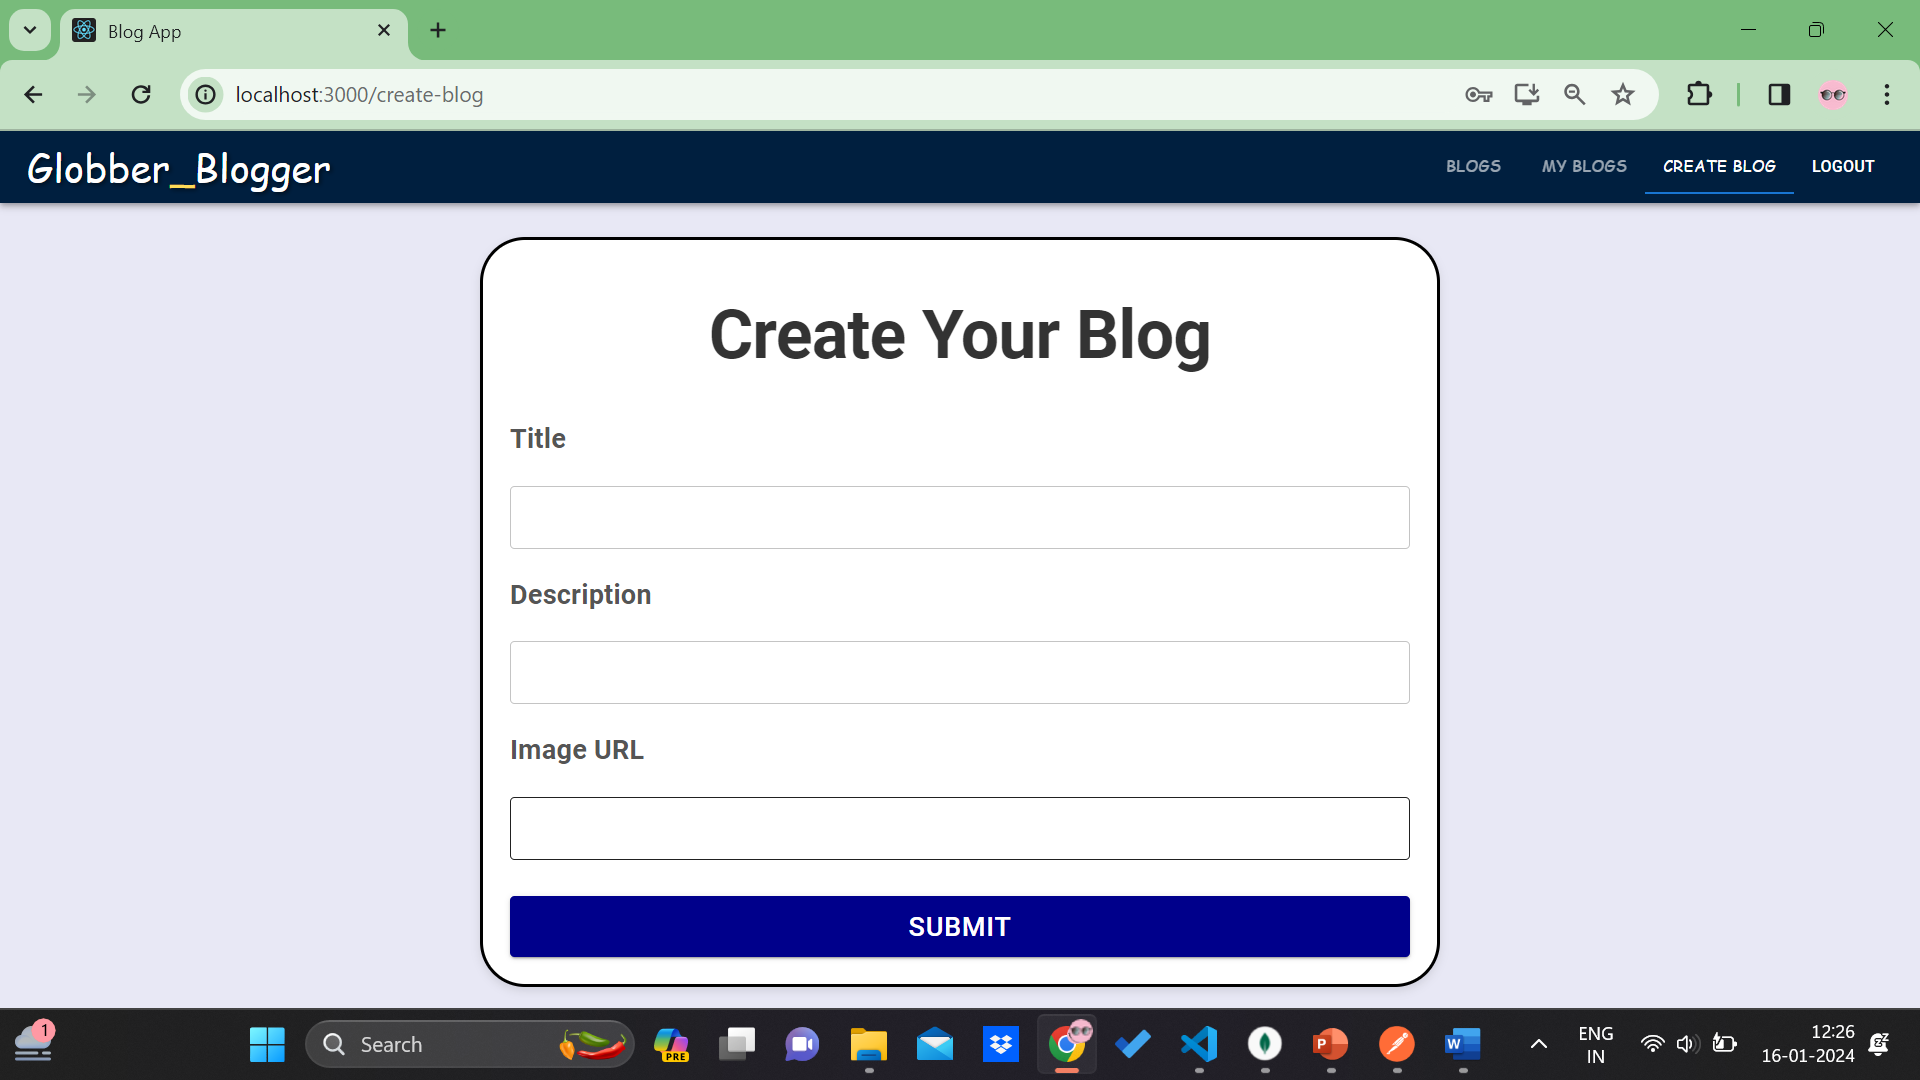 Blog App
localhost:3000/create-blog
Globber_Blogger
BLOGS
MY BLOGS
CREATE BLOG
LOGOUT
Create Your Blog
Title
Description
Image URL
SUBMIT
1
Search
PRE
P
W
ENG
IN
12:26
16-01-2024